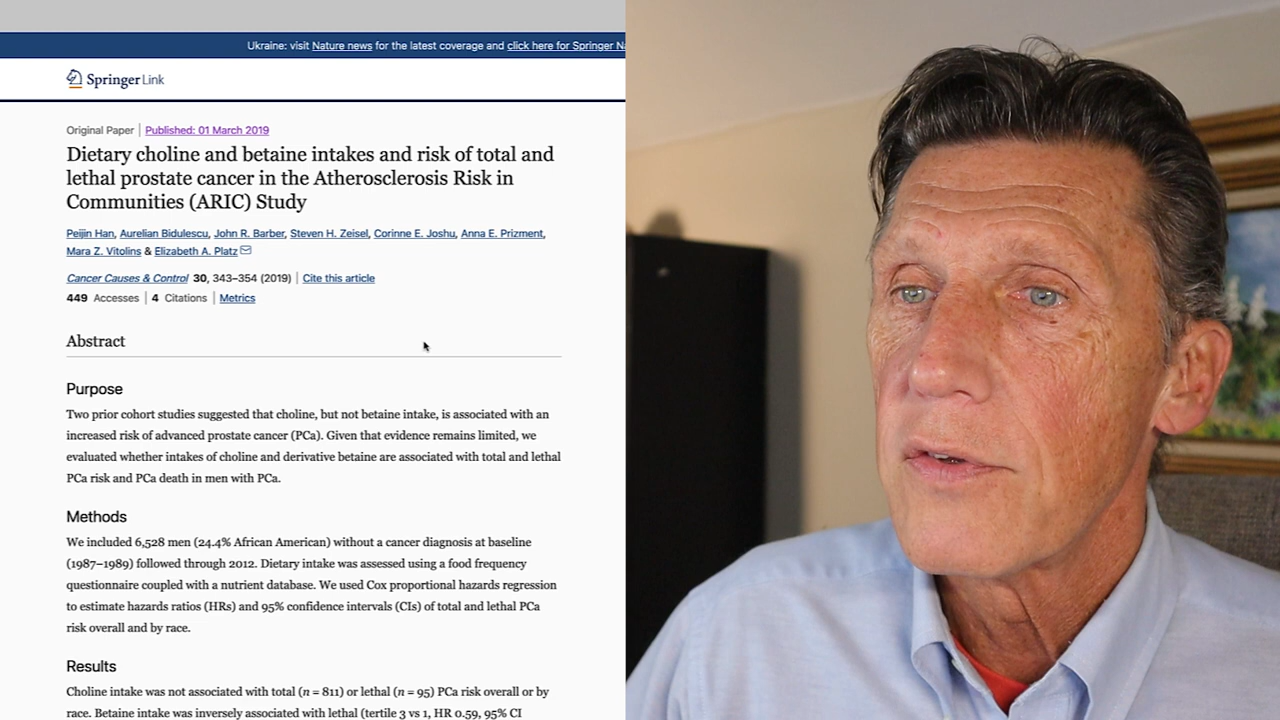 Ukraine: visit Nature news for the latest coverage and click here for Springer
Springer Link
Original Paper | Published: 01 March 2019
Dietary choline and betaine intakes and risk of total and
lethal prostate cancer in the Atherosclerosis Risk in
Communities (ARIC) Study
Peijin Han, Aurelian Bidulescu, John R. Barber, Steven H. Zeisel, Corinne E. Joshu, Anna E. Prizment,
Mara Z. Vitolins & Elizabeth A. Platz
Cancer Causes & Control 30, 343–354 (2019) | Cite this article
449 Accesses | 4 Citations | Metrics
Abstract
Purpose
Two prior cohort studies suggested that choline, but not betaine intake, is associated with an
increased risk of advanced prostate cancer (PCa). Given that evidence remains limited, we
evaluated whether intakes of choline and derivative betaine are associated with total and lethal
PCa risk and PCa death in men with PCa.
Methods
We included 6,528 men (24.4% African American) without a cancer diagnosis at baseline
(1987–1989) followed through 2012. Dietary intake was assessed using a food frequency
questionnaire coupled with a nutrient database. We used Cox proportional hazards regression
to estimate hazards ratios (HRs) and 95% confidence intervals (CIs) of total and lethal PCa
risk overall and by race.
Results
Choline intake was not associated with total (n = 811) or lethal (n = 95) PCa risk overall or by
race. Betaine intake was inversely associated with lethal (tertile 3 vs 1, HR 0.59, 95% CI